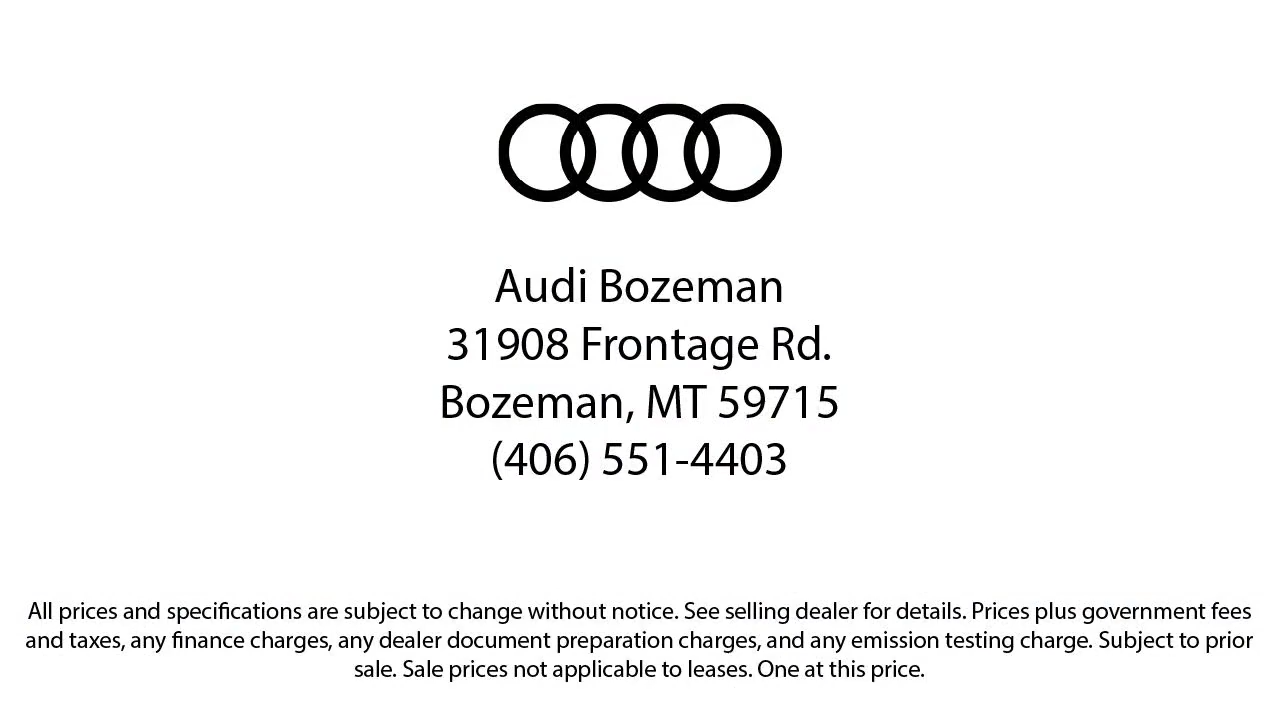 Audi Bozeman
31908 Frontage Rd.
Bozeman, MT 59715
(406) 551-4403
All prices and specifications are subject to change without notice. See selling dealer for details. Prices plus government fees
and taxes, any finance charges, any dealer document preparation charges, and any emission testing charge. Subject to prior
sale. Sale prices not applicable to leases. One at this price.